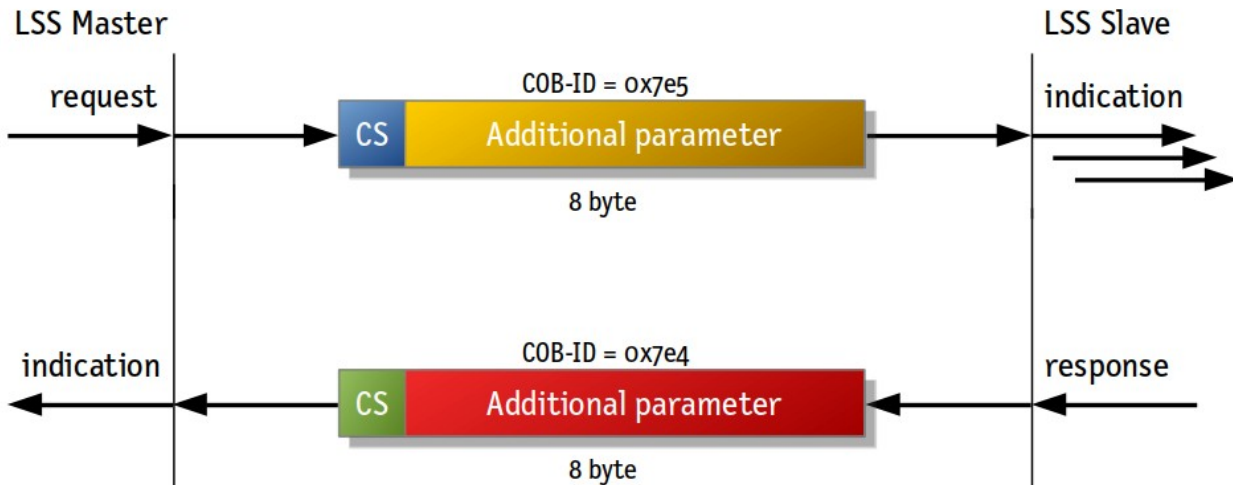 LSS Master
LSS Slave
request
COB-ID = 0x7e5
indication
CS
Additional parameter
8 byte
indication
COB-ID = 0x7e4
response
CS
Additional parameter
8 byte